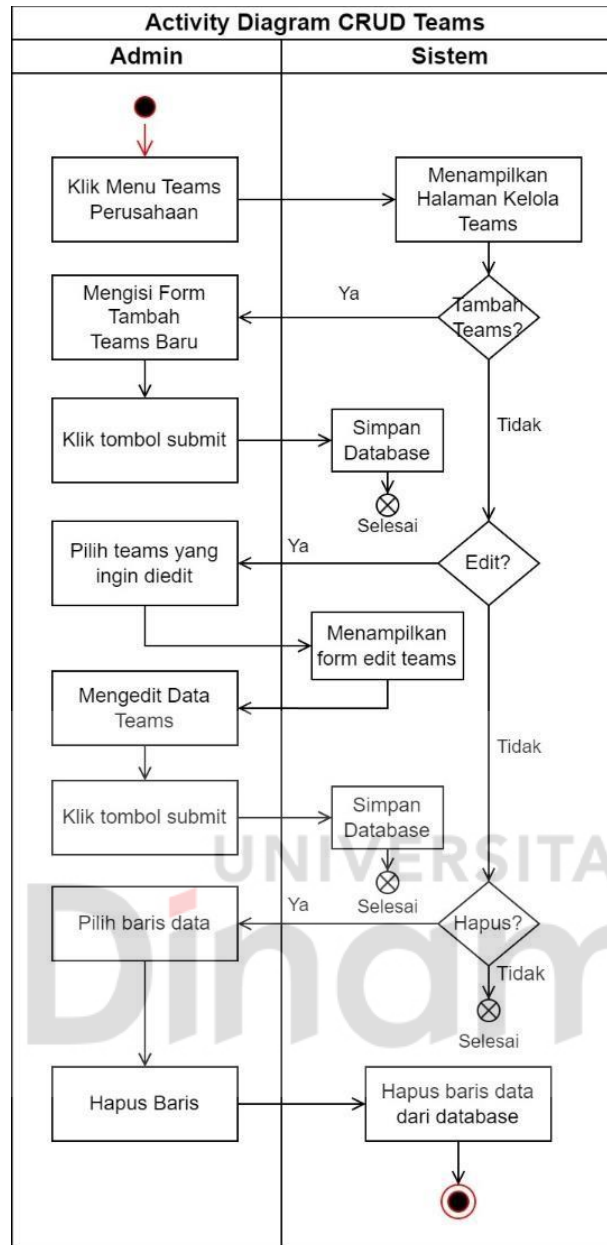 Activity Diagram CRUD Teams
Admin
Sistem
Klik Menu Teams
Perusahaan
Menampilkan
Halaman Kelola
Teams
Mengisi Form
Tambah
Teams Baru
Ya
Tambah
Teams?
Klik tombol submit
Simpan
Database
Tidak
Selesai
Pilih teams yang
ingin diedit
Ya
Edit?
Menampilkan
form edit teams
Mengedit Data
Teams
Tidak
Klik tombol submit
Simpan
Database
UNIVERSITA
Dinam
Selesai
Pilih baris data
Ya
Hapus?
Tidak
Selesai
Hapus Baris
Hapus baris data
dari database